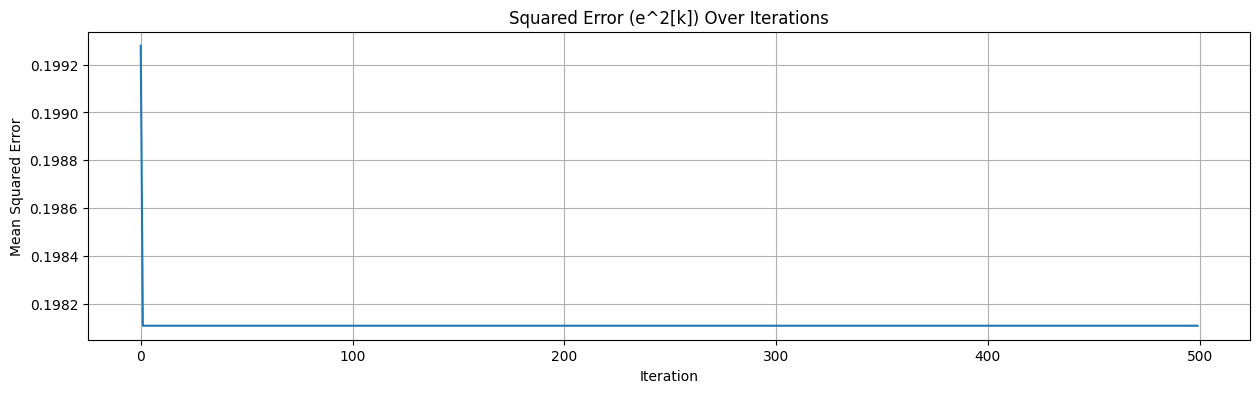 Squared Error (e^2[k]) Over Iterations
Mean Squared Error
0.1992
0.1990
0.1988
0.1986
0.1984
0.1982
0 100 200 300 400 500
Iteration